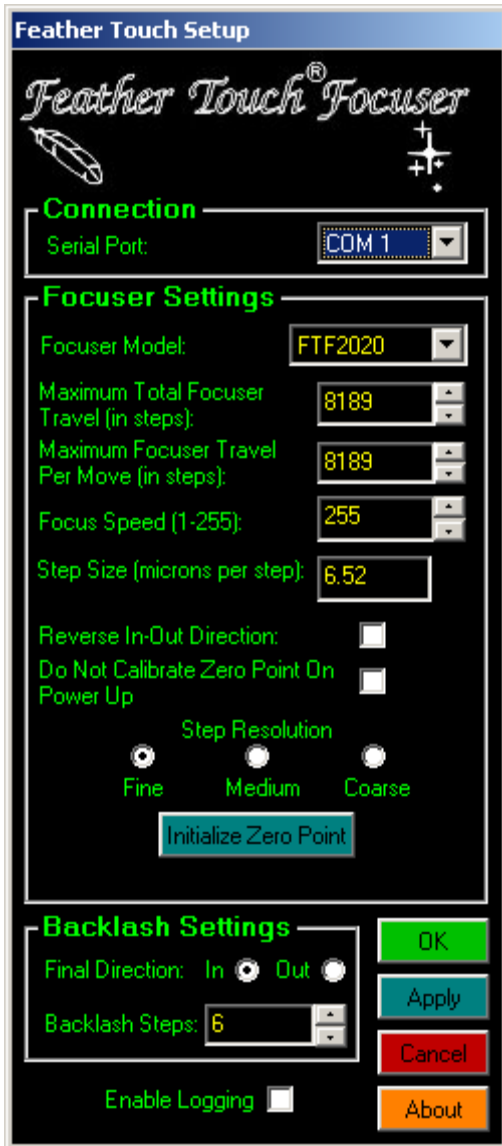 Feather Touch Setup
Feather Touch® Focuser
Connection
Serial Port: COM 1
Focuser Settings
Focuser Model: FTF2020
Maximum Total Focuser
Travel (in steps): 8189
Maximum Focuser Travel
Per Move (in steps): 8189
Focus Speed (1-255): 255
Step Size (microns per step): 6.52
Reverse In-Out Direction:
Do Not Calibrate Zero Point On
Power Up
Step Resolution
Fine Medium Coarse
Initialize Zero Point
Backlash Settings
Final Direction: In Out
Backlash Steps: 6
Enable Logging
OK
Apply
Cancel
About